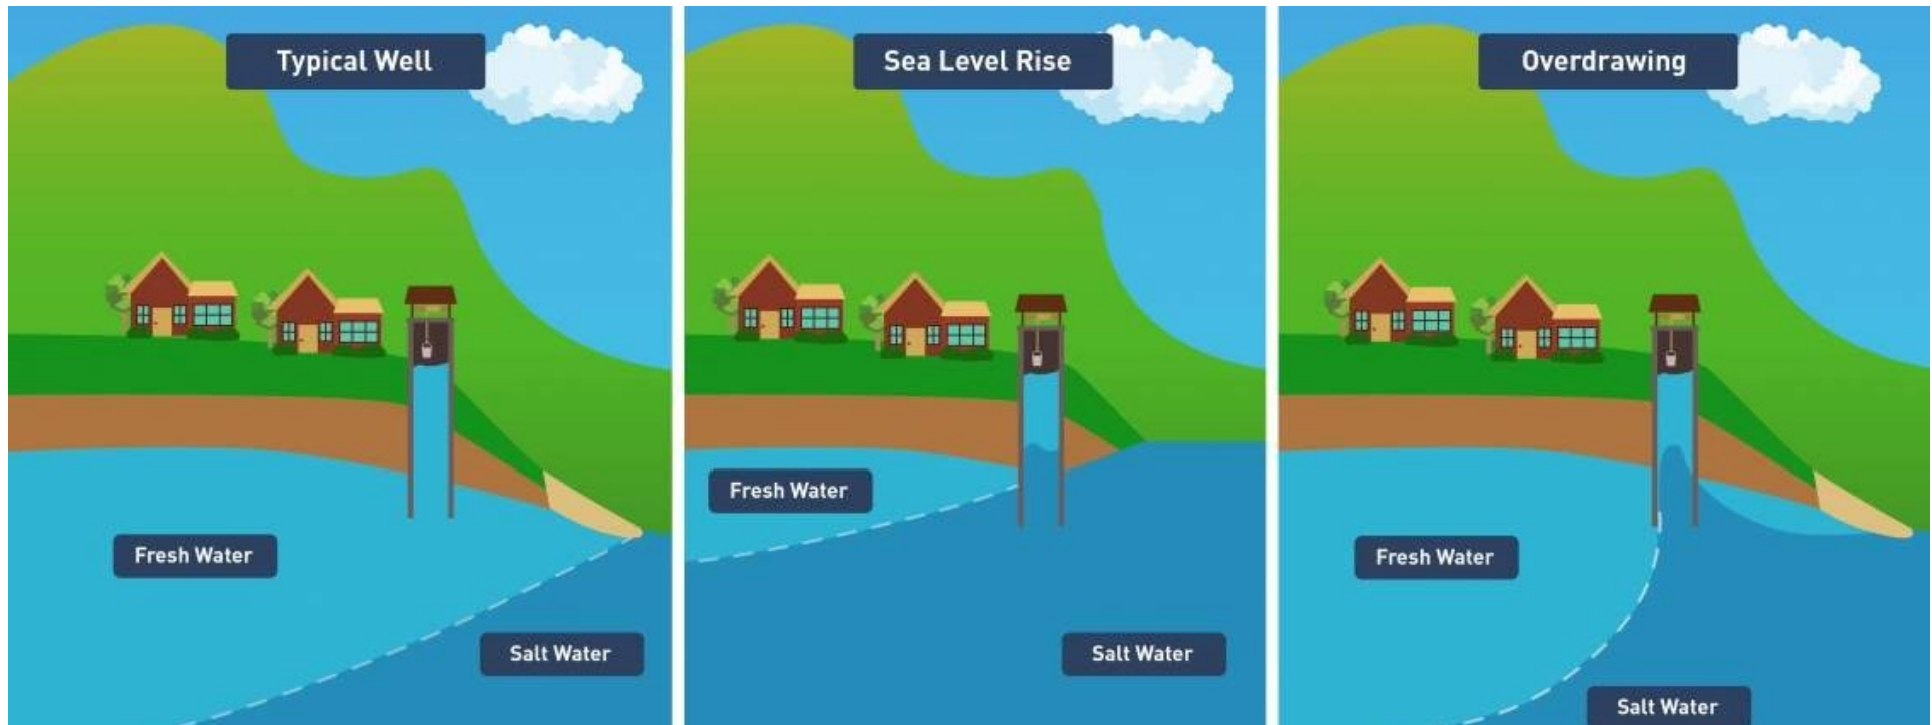 Typical Well
Fresh Water
Salt Water
Sea Level Rise
Fresh Water
Salt Water
Overdrawing
Fresh Water
Salt Water